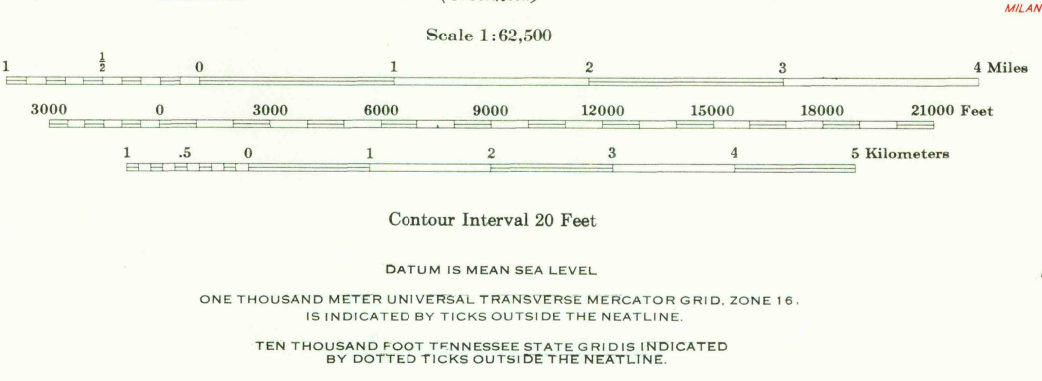 MILAN
Scale 1:62,500
1 ½ 0 1 2 3 4 Miles
3000 0 3000 6000 9000 12000 15000 18000 21000 Feet
1 .5 0 1 2 3 4 5 Kilometers
Contour Interval 20 Feet
DATUM IS MEAN SEA LEVEL
ONE THOUSAND METER UNIVERSAL TRANSVERSE MERCATOR GRID, ZONE 16,
IS INDICATED BY TICKS OUTSIDE THE NEATLINE.
TEN THOUSAND FOOT TENNESSEE STATE GRID IS INDICATED
BY DOTTED TICKS OUTSIDE THE NEATLINE.